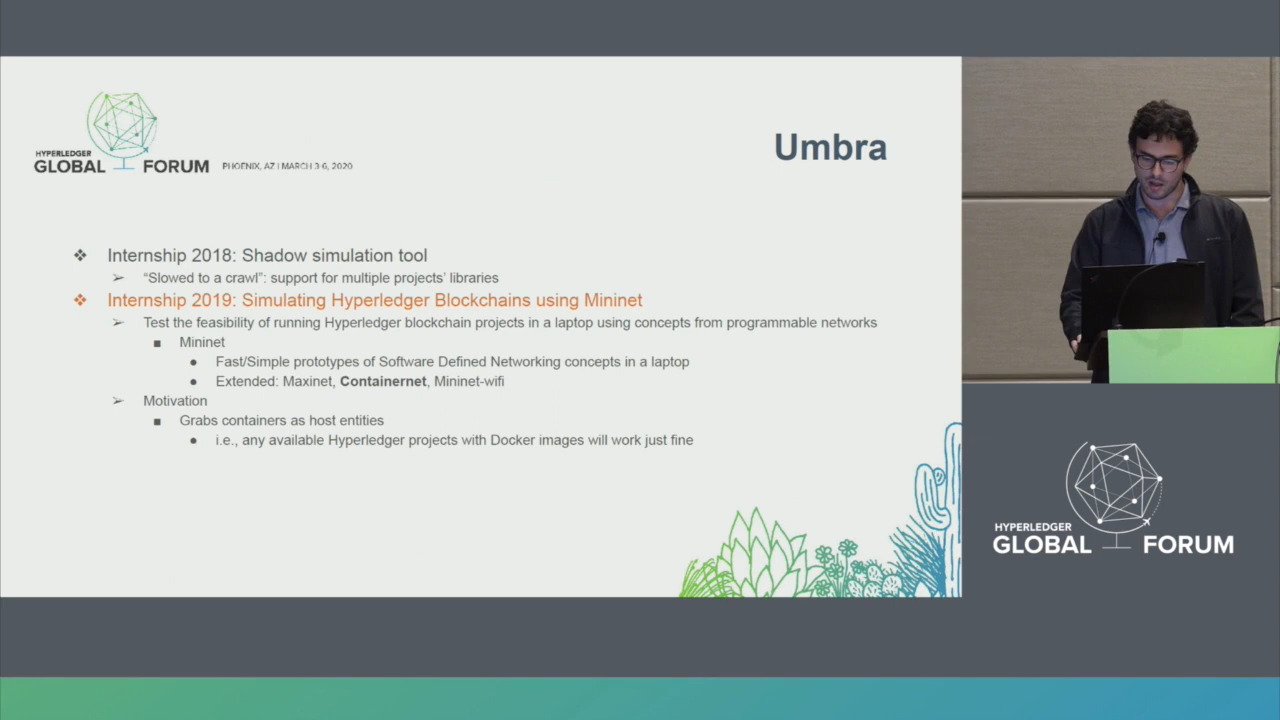 HYPERLEDGER
GLOBAL FORUM PHOENIX, AZ | MARCH 3-6, 2020
Umbra
❖ Internship 2018: Shadow simulation tool
➢ “Slowed to a crawl”: support for multiple projects’ libraries
❖ Internship 2019: Simulating Hyperledger Blockchains using Mininet
➢ Test the feasibility of running Hyperledger blockchain projects in a laptop using concepts from programmable networks
■ Mininet
● Fast/Simple prototypes of Software Defined Networking concepts in a laptop
● Extended: Maxinet, Containernet, Mininet-wifi
➢ Motivation
■ Grabs containers as host entities
● i.e., any available Hyperledger projects with Docker images will work just fine
HYPERLEDGER
GLOBAL FORUM